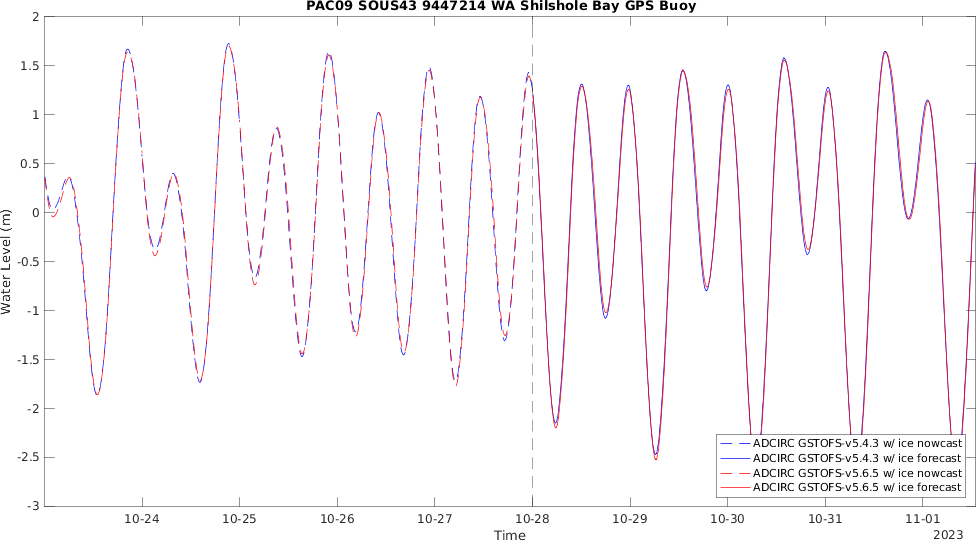 PAC09 SOUS43 9447214 WA Shilshole Bay GPS Buoy
2
1.5
1
0.5
0
-0.5
-1
-1.5
-2
-2.5
-3
Water Level (m)
ADCIRC GSTOFS-v5.4.3 w/ ice nowcast
ADCIRC GSTOFS-v5.4.3 w/ ice forecast
ADCIRC GSTOFS-v5.6.5 w/ ice nowcast
ADCIRC GSTOFS-v5.6.5 w/ ice forecast
10-24 10-25 10-26 10-27 10-28 10-29 10-30 10-31 11-01
Time
2023